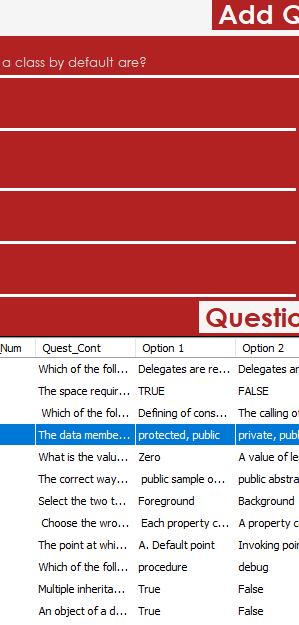 Add Q
a class by default are?
Questio
Num Quest_Cont Option 1 Option 2
Which of the foll... Delegates are re... Delegates ar
The space requir... TRUE FALSE
Which of the fol... Defining of cons... The calling o
The data membe... protected, public private, publ
What is the valu... Zero A value of le
The correct way... public sample o... public abstra
Select the two t... Foreground Background
Choose the wro... Each property c... A property c
The point at whi... A. Default point Invoking poin
Which of the foll... procedure debug
Multiple inherita... True False
An object of a d... True False